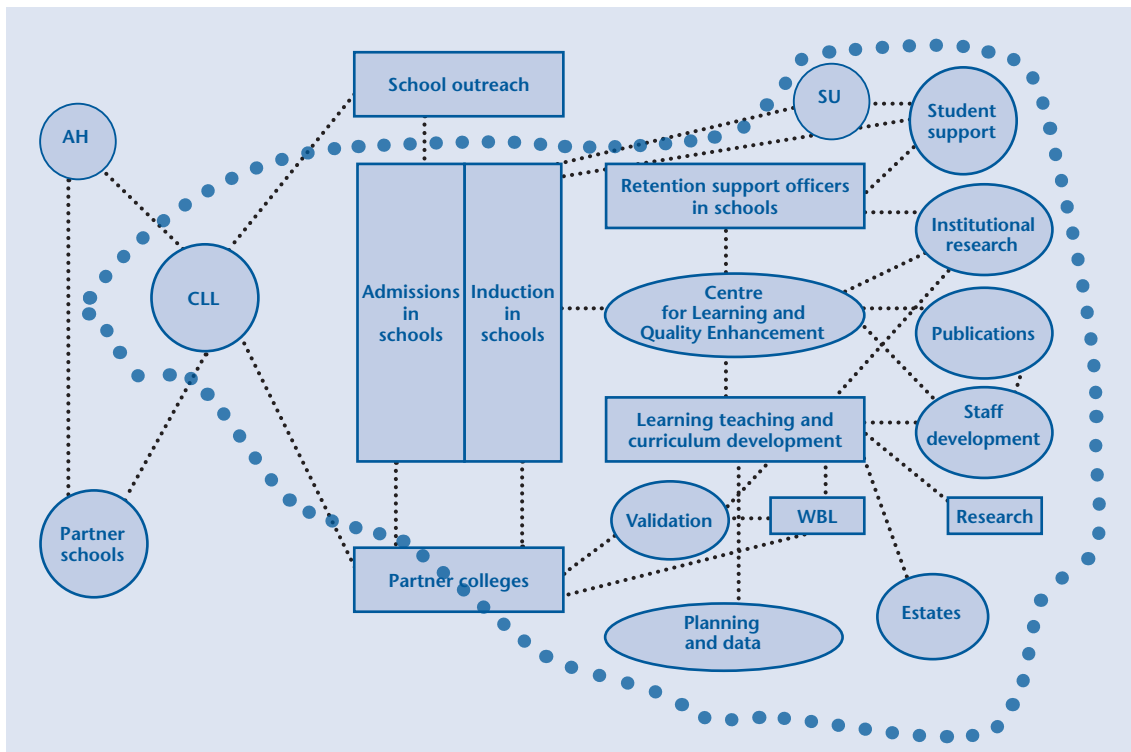 School outreach
SU
Student
support
AH
Retention support officers
in schools
Institutional
research
CLL
Admissions
in
schools
Induction
in
schools
Centre
for Learning and
Quality Enhancement
Publications
Learning teaching and
curriculum development
Staff
development
Partner
schools
Validation
WBL
Research
Partner colleges
Planning
and data
Estates